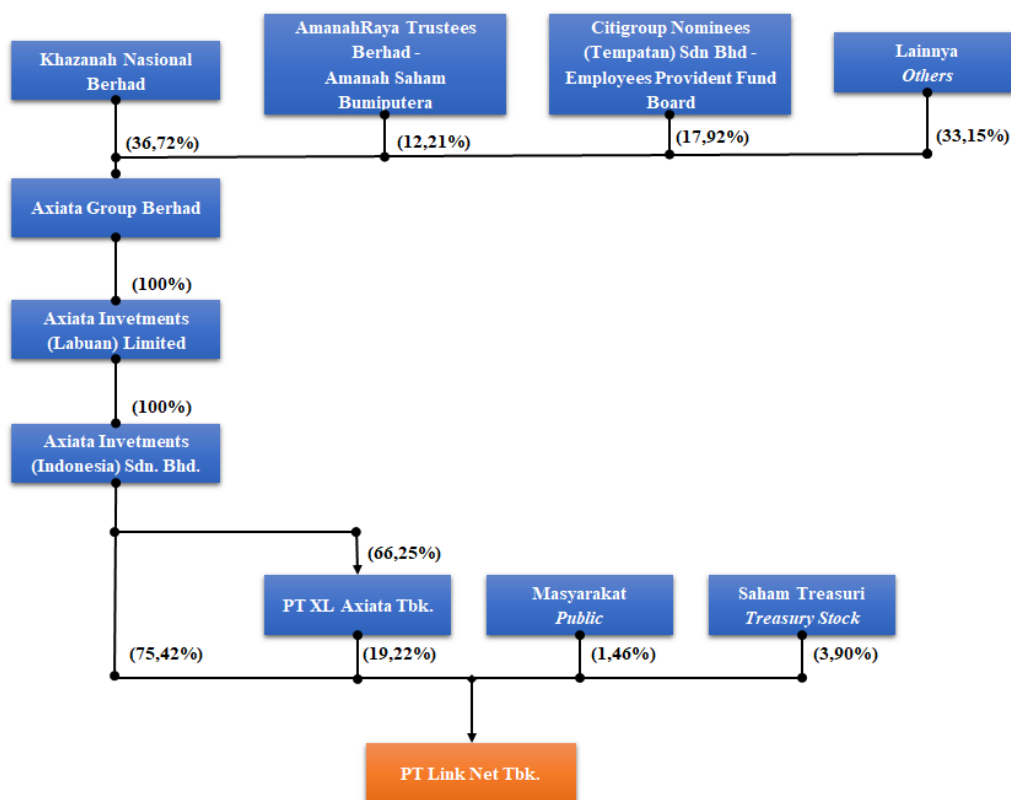 Khazanah Nasional
Berhad
AmanahRaya Trustees
Berhad -
Amanah Saham
Bumiputera
Citigroup Nominees
(Tempatan) Sdn Bhd -
Employees Provident Fund
Board
Lainnya
Others
(36,72%)
(12,21%)
(17,92%)
(33,15%)
Axiata Group Berhad
(100%)
Axiata Invetments
(Labuan) Limited
(100%)
Axiata Invetments
(Indonesia) Sdn. Bhd.
(66,25%)
PT XL Axiata Tbk.
Masyarakat
Public
Saham Treasuri
Treasury Stock
(75,42%)
(19,22%)
(1,46%)
(3,90%)
PT Link Net Tbk.